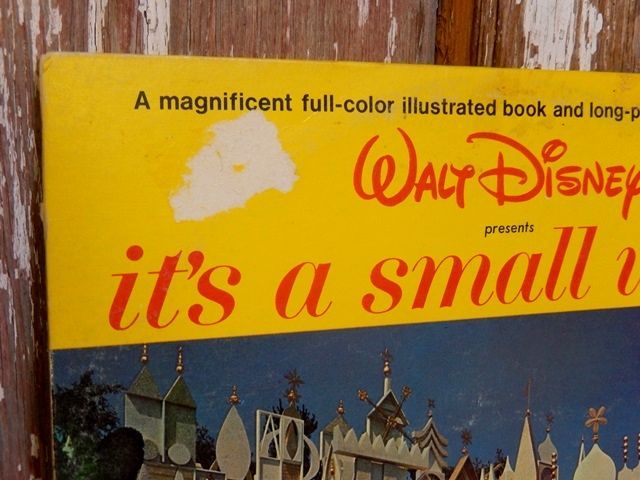 A magnificent full-color illustrated book and long-p
WALT DISNEY
presents
it's a small